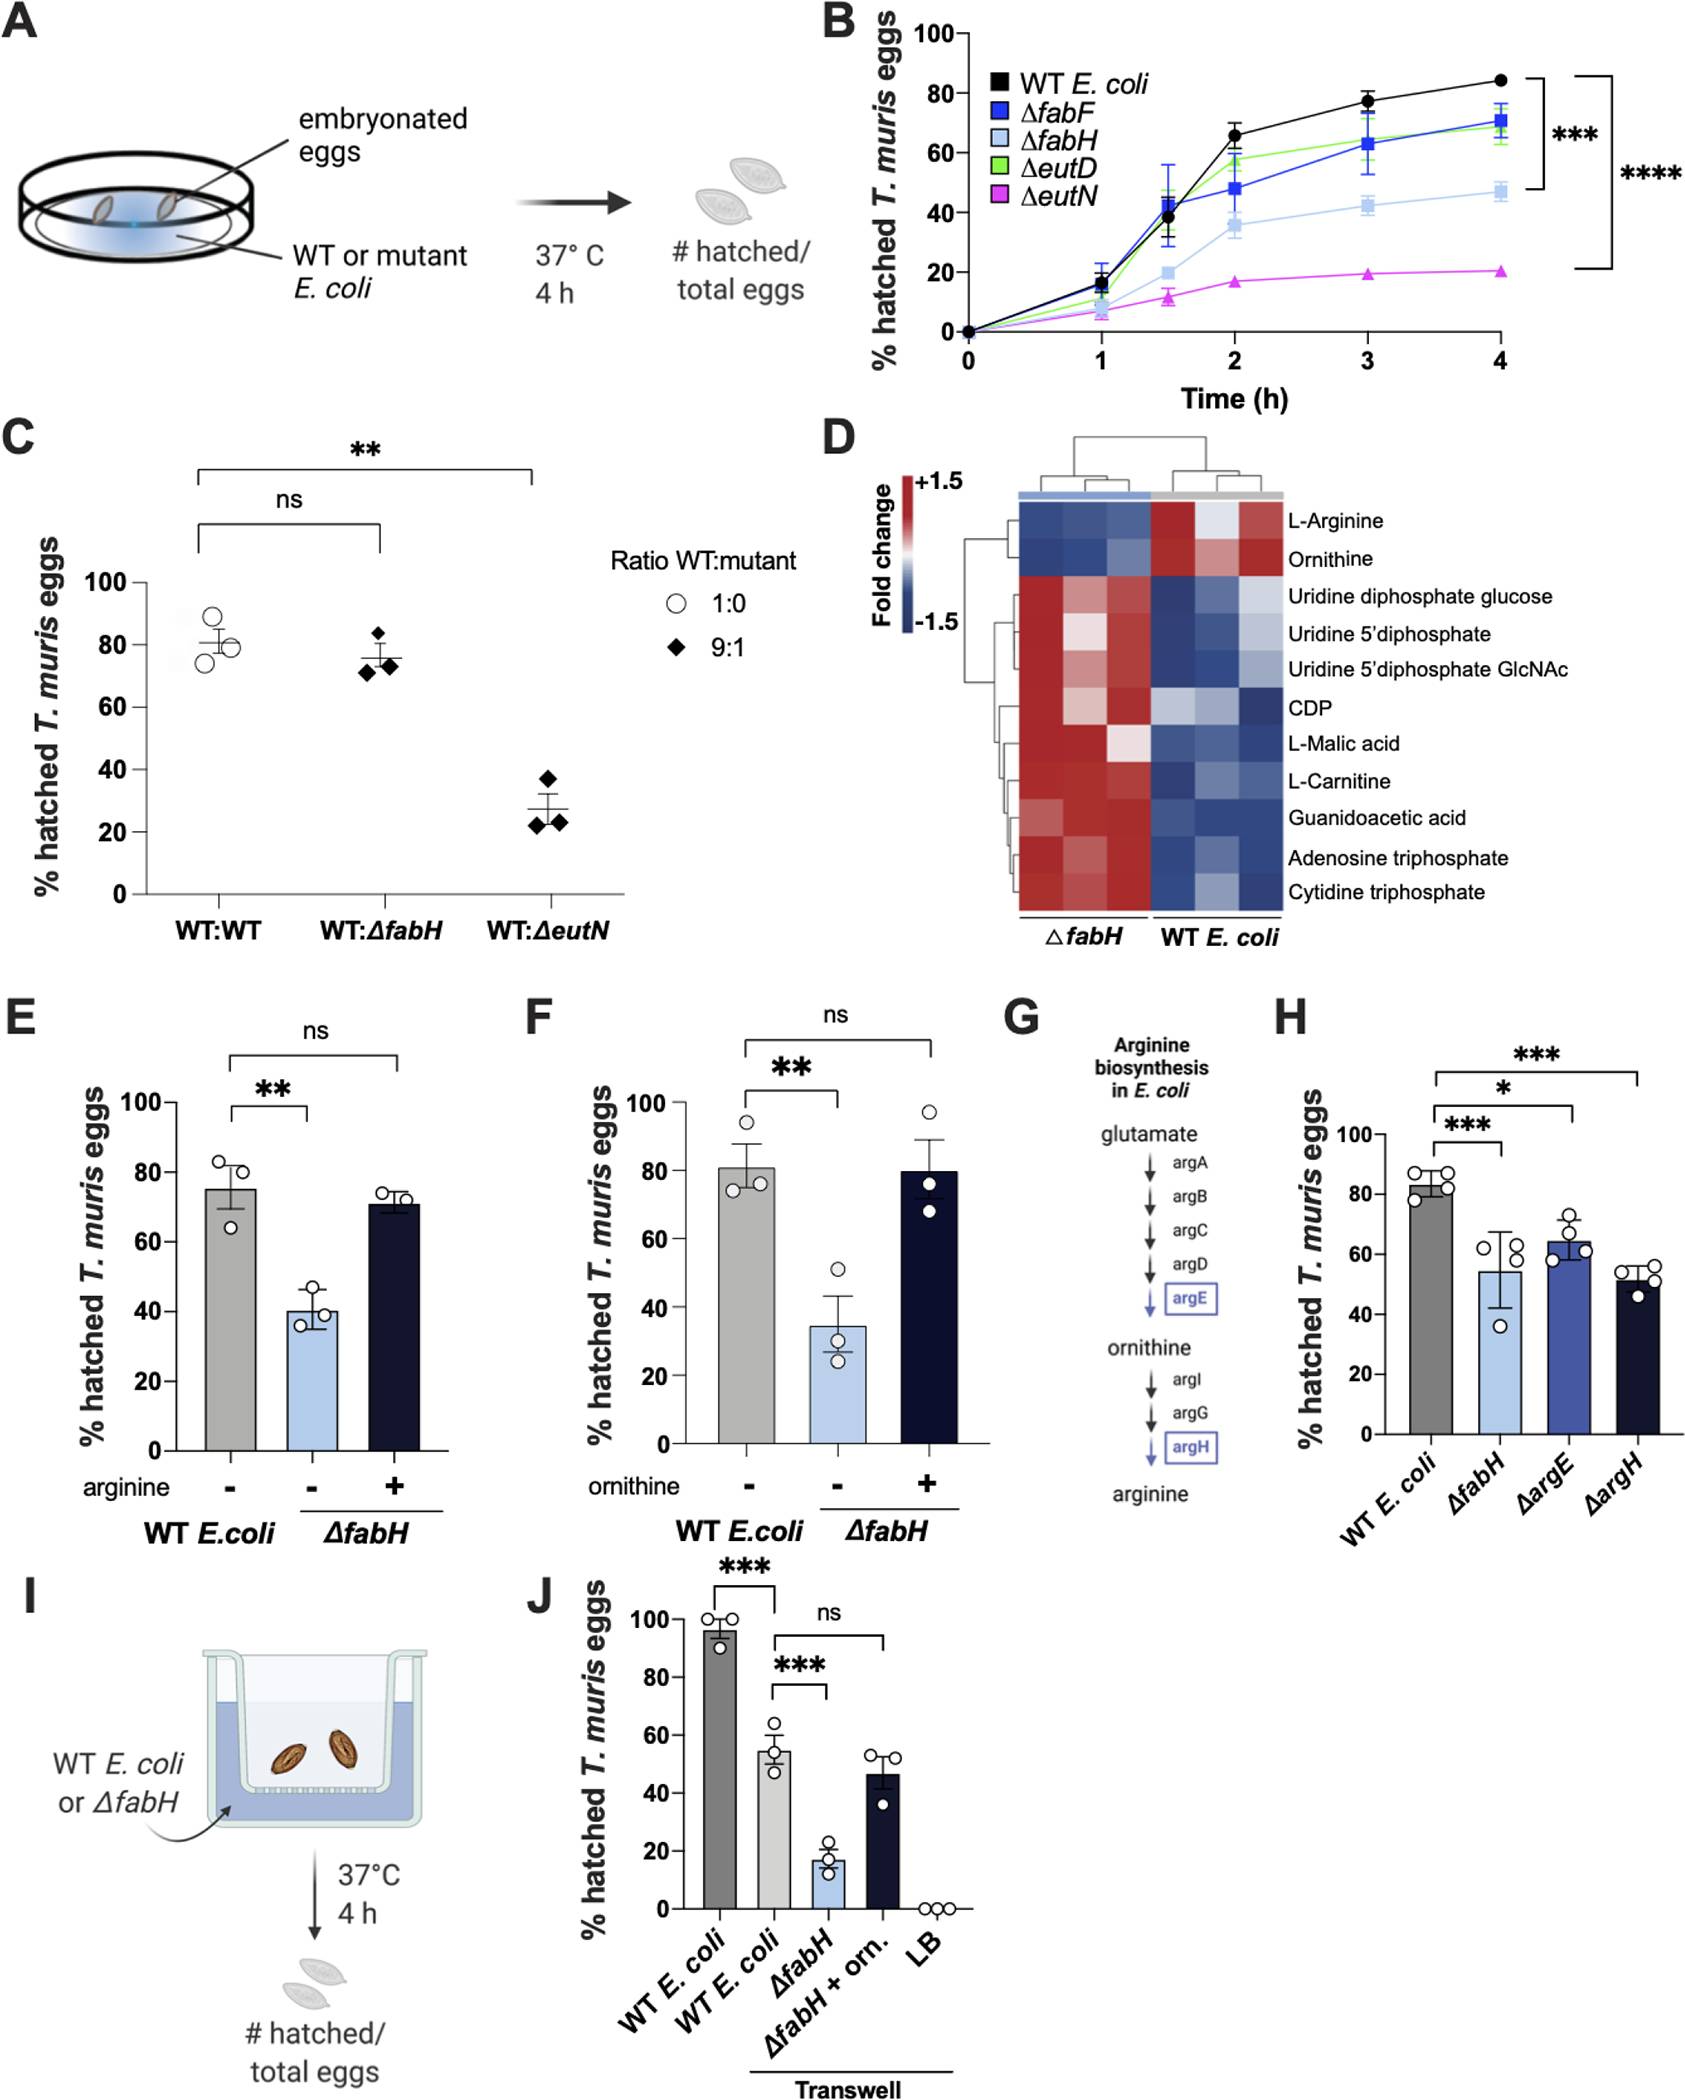 A
embryonated
eggs
WT or mutant
E. coli
37° C
4 h
# hatched/
total eggs
B
% hatched T. muris eggs
100
80
60
40
20
0
WT E. coli
ΔfabF
ΔfabH
ΔeutD
ΔeutN
***
****
0 1 2 3 4
Time (h)
C
**
ns
% hatched T. muris eggs
100
80
60
40
20
0
WT:WT WT:ΔfabH WT:ΔeutN
Ratio WT:mutant
1:0
9:1
D
Fold change
+1.5
-1.5
L-Arginine
Ornithine
Uridine diphosphate glucose
Uridine 5'diphosphate
Uridine 5'diphosphate GlcNAc
CDP
L-Malic acid
L-Carnitine
Guanidoacetic acid
Adenosine triphosphate
Cytidine triphosphate
△fabH WT E. coli
E
ns
**
% hatched T. muris eggs
100
80
60
40
20
0
arginine - - +
WT E.coli ΔfabH
F
ns
**
% hatched T. muris eggs
100
80
60
40
20
0
ornithine - - +
WT E.coli ΔfabH
G
Arginine
biosynthesis
in E. coli
glutamate
argA
argB
argC
argD
argE
ornithine
argI
argG
argH
arginine
H
***
*
***
% hatched T. muris eggs
100
80
60
40
20
0
WT E. coli
ΔfabH
ΔargE
ΔargH
I
WT E. coli
or ΔfabH
37°C
4 h
# hatched/
total eggs
J
***
ns
***
% hatched T. muris eggs
100
80
60
40
20
0
WT E. coli
WT E. coli
ΔfabH
ΔfabH + orn.
LB
Transwell